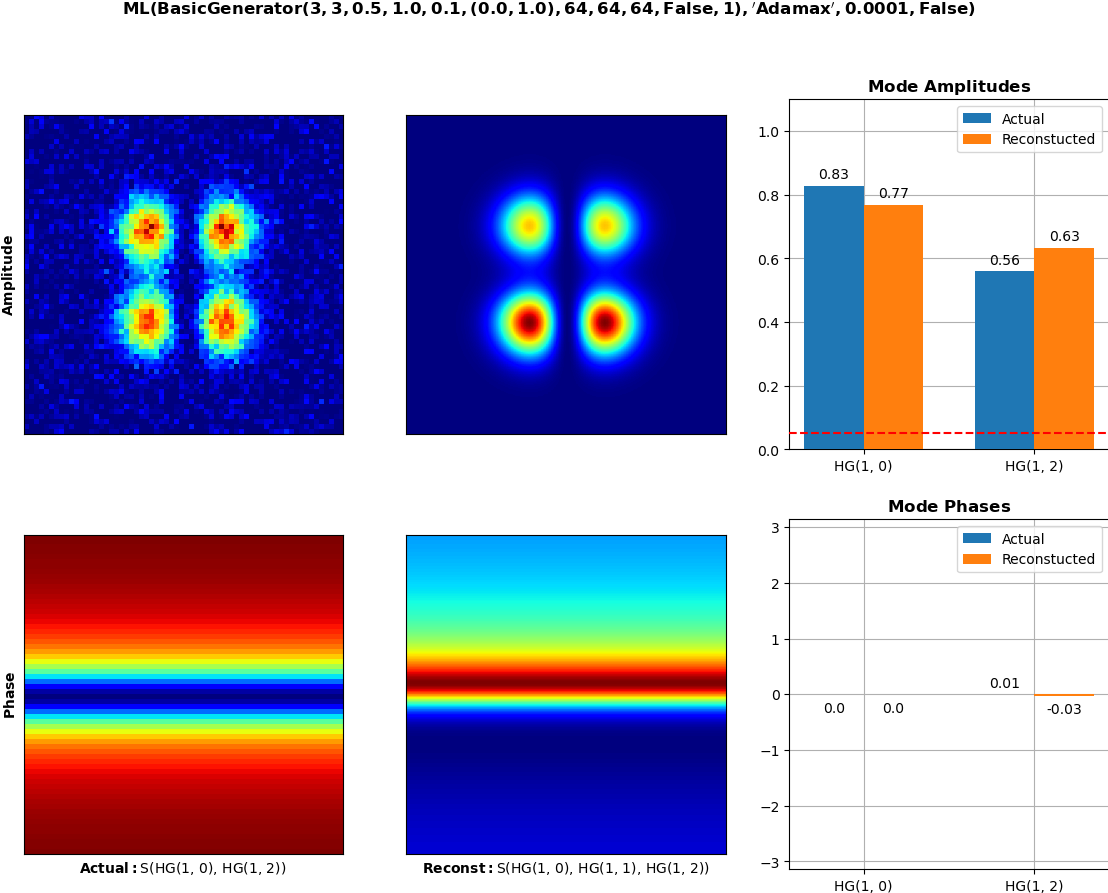 ML(BasicGenerator(3, 3, 0.5, 1.0, 0.1, (0.0, 1.0), 64, 64, 64, False, 1), ′Adamax′, 0.0001, False)
Amplitude
Mode Amplitudes
Actual
Reconstucted
1.0
0.8
0.6
0.4
0.2
0.0
0.83
0.77
0.56
0.63
HG(1, 0)
HG(1, 2)
Phase
Actual: S(HG(1, 0), HG(1, 2))
Reconst: S(HG(1, 0), HG(1, 1), HG(1, 2))
Mode Phases
Actual
Reconstucted
3
2
1
0
−1
−2
−3
0.0
0.0
0.01
-0.03
HG(1, 0)
HG(1, 2)